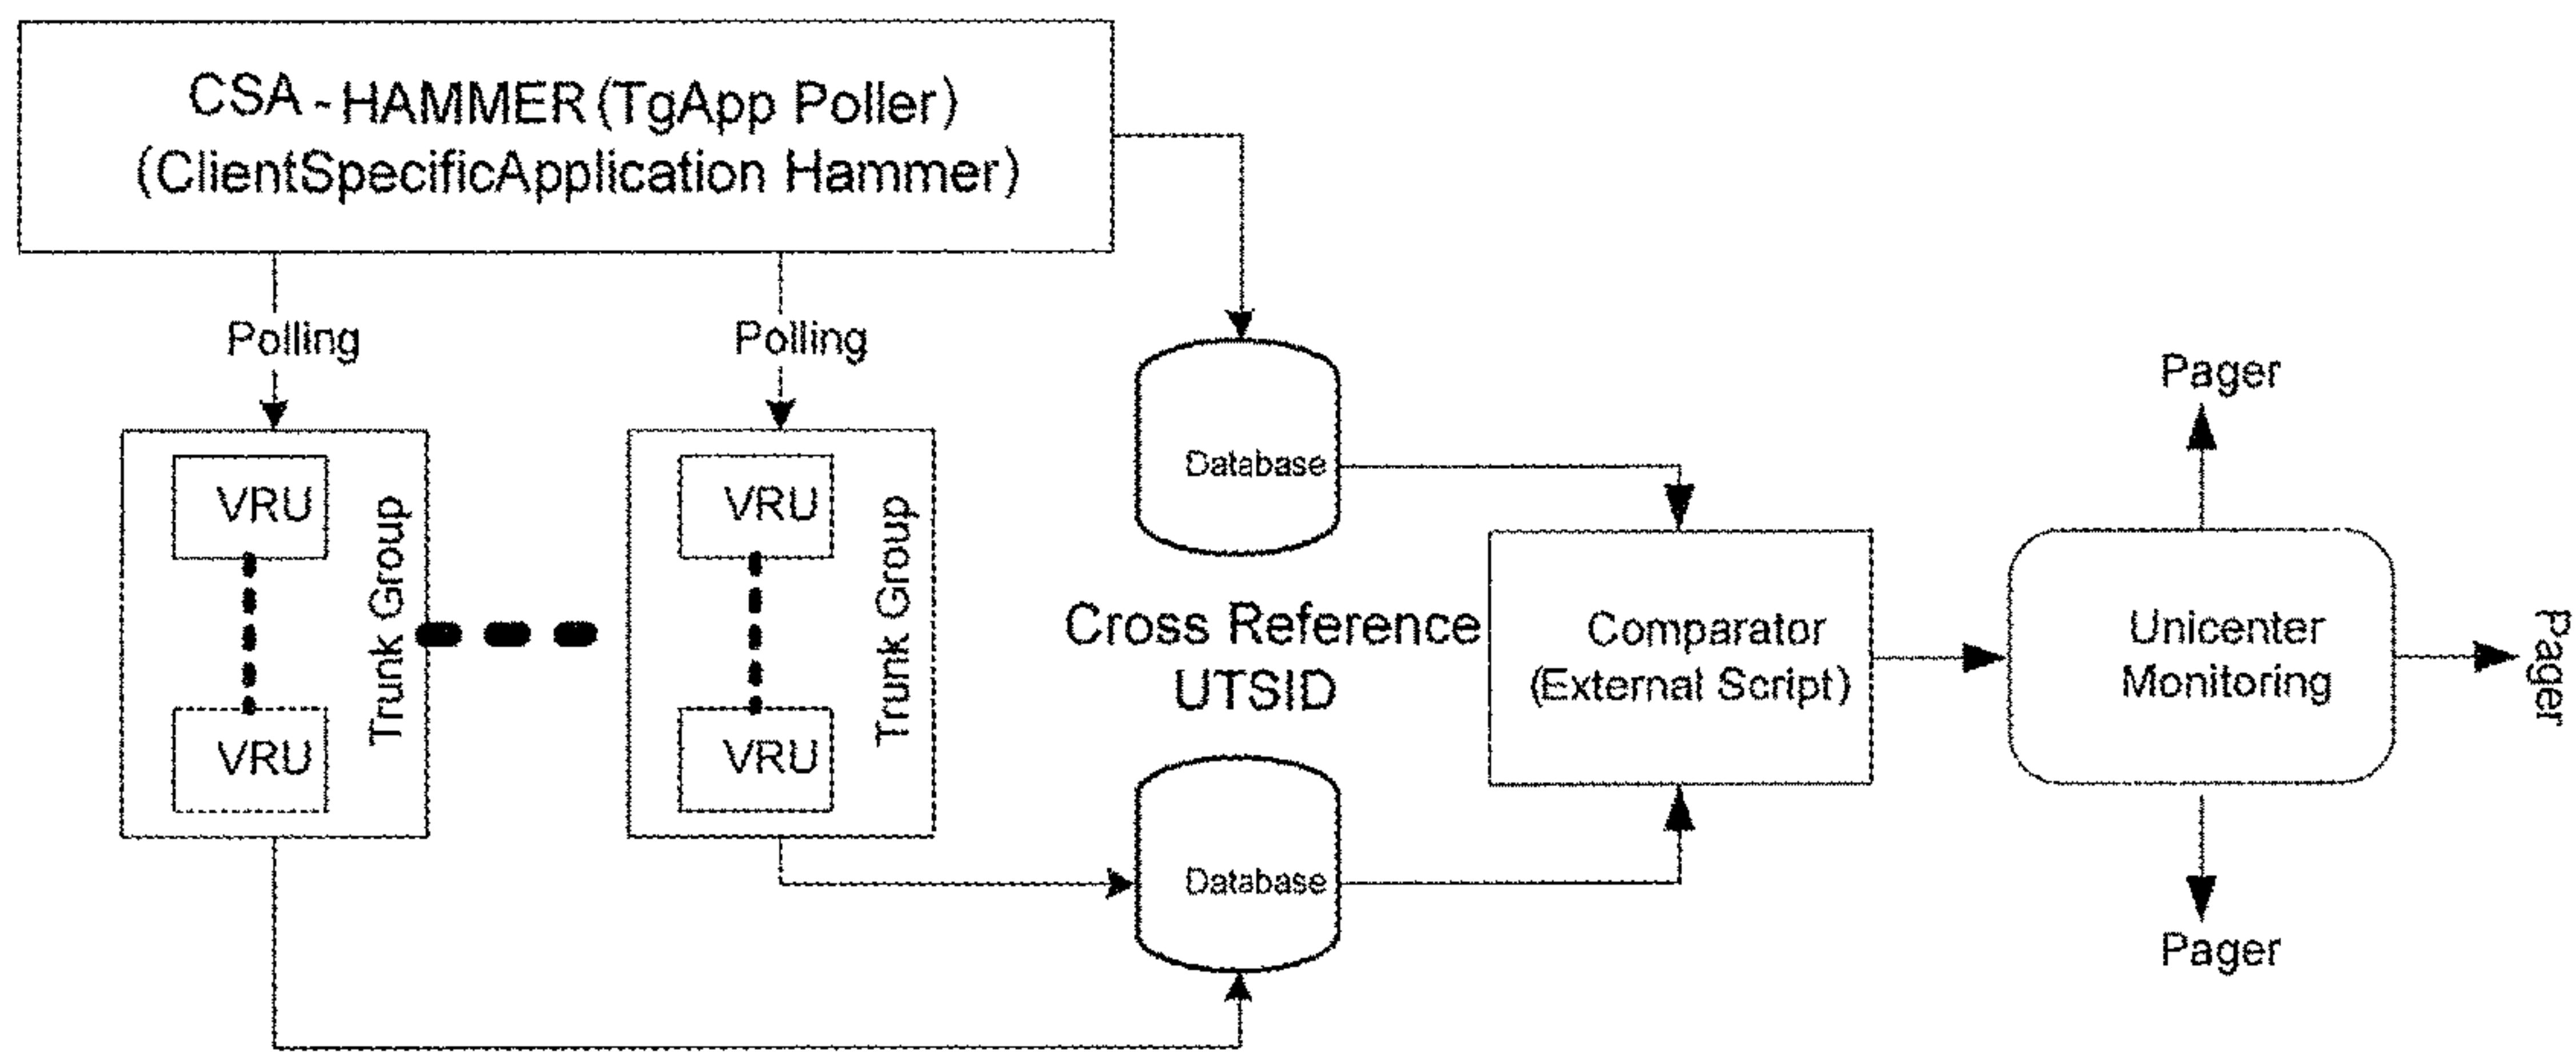 CSA - HAMMER (TgApp Poller)
(ClientSpecificApplication Hammer)
Polling
Polling
VRU
VRU
Trunk Group
VRU
VRU
Trunk Group
Database
Cross Reference
UTSID
Database
Comparator
(External Script)
Unicenter
Monitoring
Pager
Pager
Pager